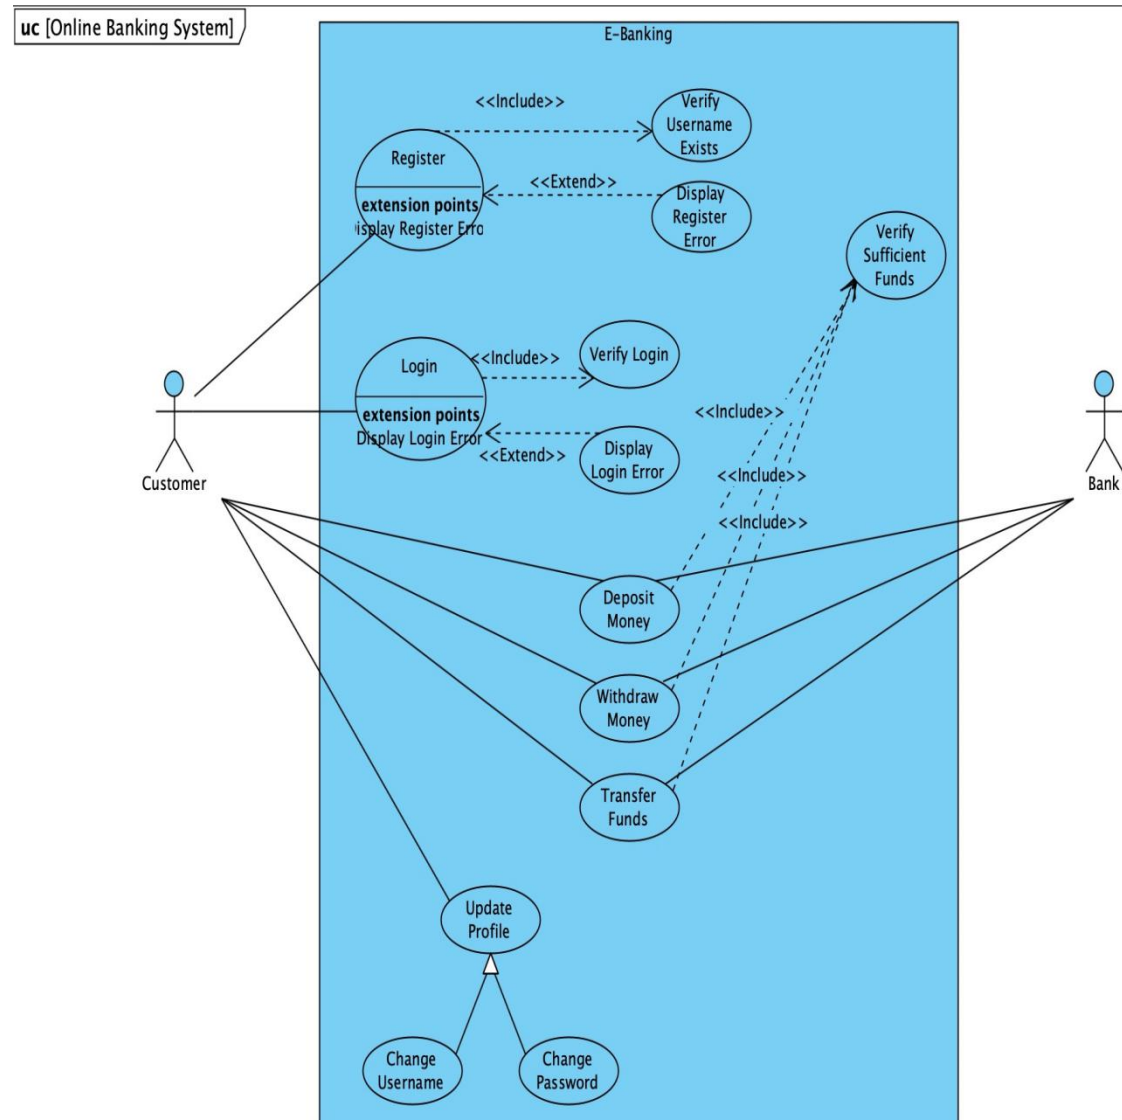 uc [Online Banking System]
E-Banking
<<Include>>
Verify
Username
Exists
Register
extension points
isplay Register Erro
<<Extend>>
Display
Register
Error
Verify
Sufficient
Funds
Login
extension points
Display Login Error
<<Include>>
Verify Login
<<Extend>>
Display
Login Error
Customer
Bank
<<Include>>
<<Include>>
<<Include>>
Deposit
Money
Withdraw
Money
Transfer
Funds
Update
Profile
Change
Username
Change
Password